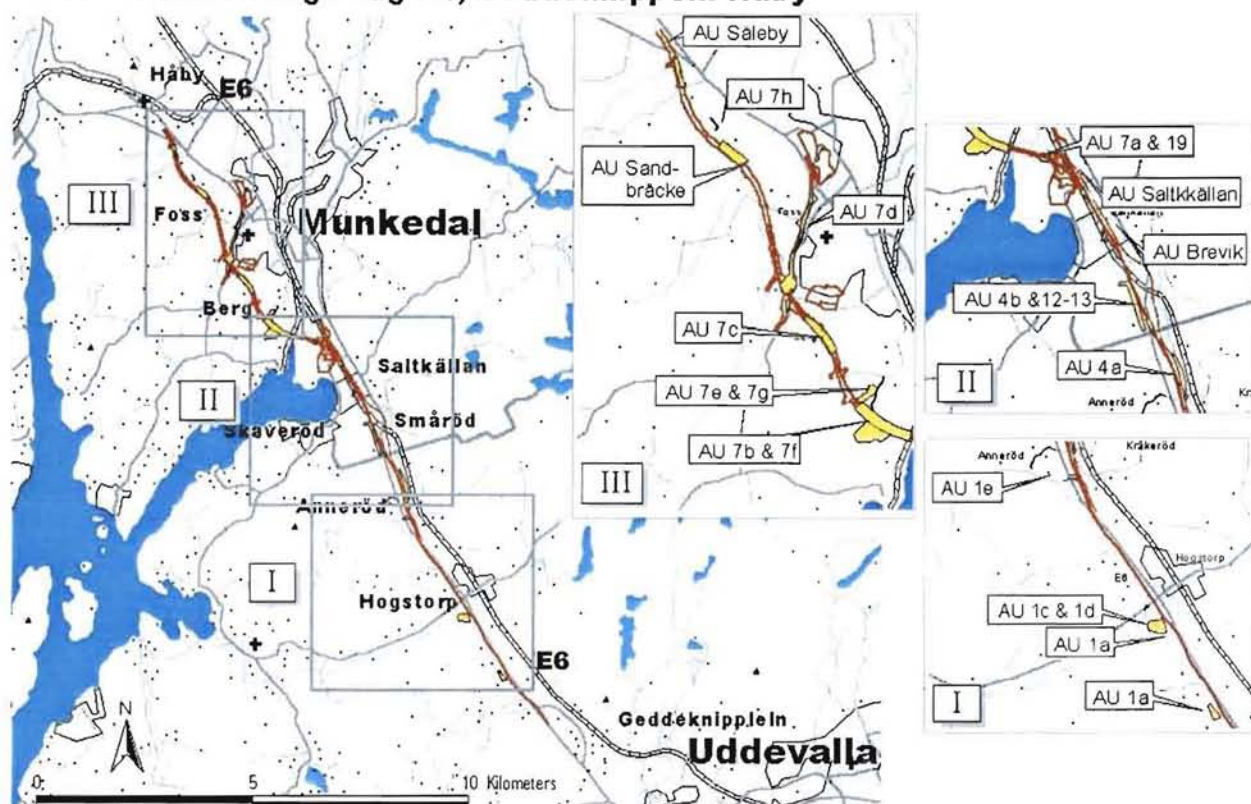 Håby
E6
III
Foss
Munkedal
Berg
Saltkällan
II
Småröd
Skaveröd
Anneröd
I
Hogstorp
E6
Geddeknipplein
Uddevalla
N
0 5 10 Kilometers
AU Säleby
AU 7h
AU Sand-
bräcke
Foss
AU 7d
AU 7c
AU 7e & 7g
AU 7b & 7f
III
AU 7a & 19
AU Saltkkällan
AU Brevik
AU 4b &12-13
AU 4a
II
Anneröd
Kr
Anneröd
Kråkeröd
AU 1e
Hogstorp
E6
AU 1c & 1d
AU 1a
AU 1a
I